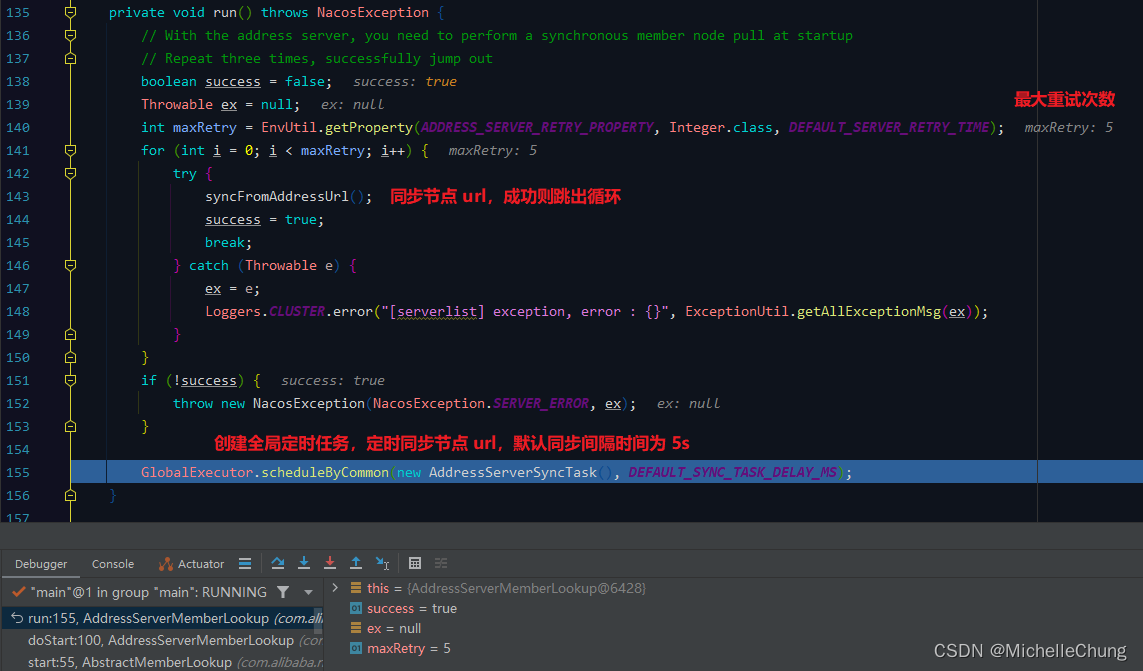 135 private void run() throws NacosException {
136 // With the address server, you need to perform a synchronous member node pull at startup
137 // Repeat three times, successfully jump out
138 boolean success = false; success: true
139 Throwable ex = null; ex: null
最大重试次数
140 int maxRetry = EnvUtil.getProperty(ADDRESS_SERVER_RETRY_PROPERTY, Integer.class, DEFAULT_SERVER_RETRY_TIME); maxRetry: 5
141 for (int i = 0; i < maxRetry; i++) { maxRetry: 5
142 try {
143 syncFromAddressUrl(); 同步节点 url，成功则跳出循环
144 success = true;
145 break;
146 } catch (Throwable e) {
147 ex = e;
148 Loggers.CLUSTER.error("[serverlist] exception, error : {}", ExceptionUtil.getAllExceptionMsg(ex));
149 }
150 }
151 if (!success) { success: true
152 throw new NacosException(NacosException.SERVER_ERROR, ex); ex: null
153 }
154 创建全局定时任务，定时同步节点 url，默认同步间隔时间为 5s
155 GlobalExecutor.scheduleByCommon(new AddressServerSyncTask(), DEFAULT_SYNC_TASK_DELAY_MS);
156 }
157
Debugger Console Actuator
"main"@1 in group "main": RUNNING
run:155, AddressServerMemberLookup (com.ali
doStart:100, AddressServerMemberLookup (cor
start:55, AbstractMemberLookup (com.alibaba.n
this = {AddressServerMemberLookup@6428}
success = true
ex = null
maxRetry = 5
CSDN @MichelleChung